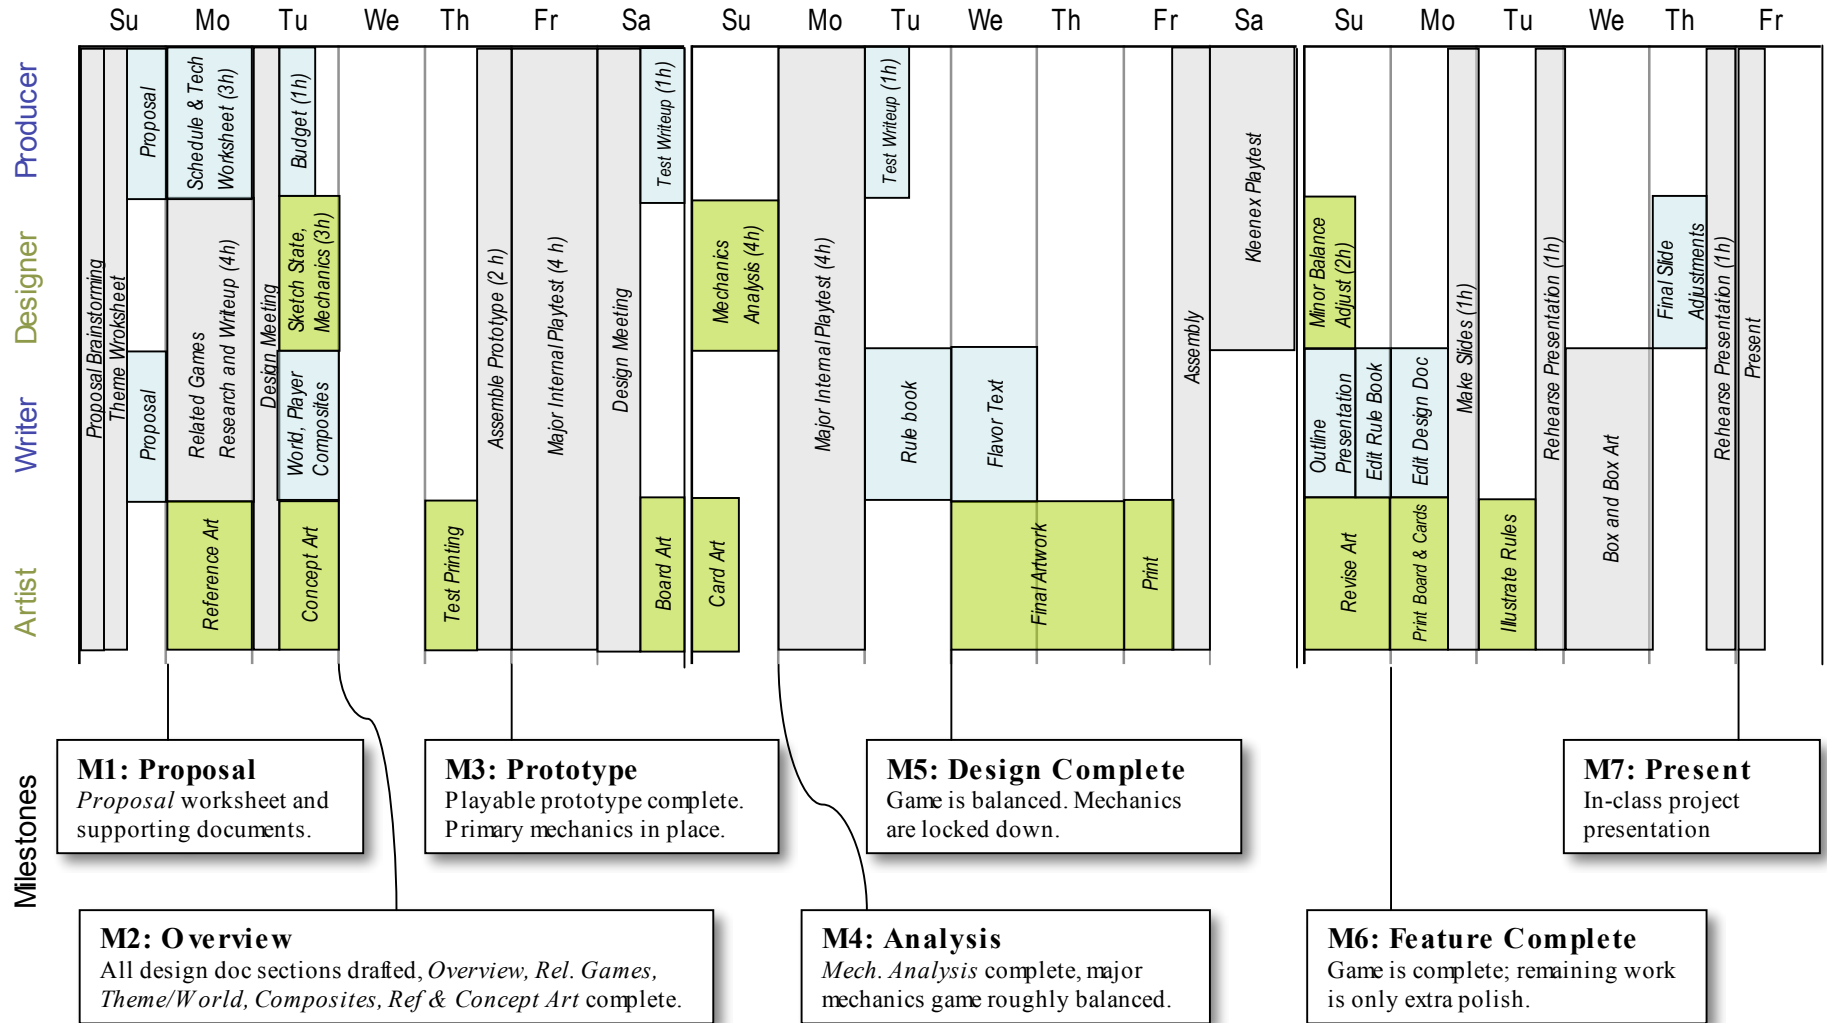 Su Mo Tu We Th Fr Sa Su Mo Tu We Th Fr Sa Su Mo Tu We Th Fr
Producer
Designer
Writer
Artist
Milestones
Proposal Brainstorming
Theme Wroksheet
Proposal
Proposal
Schedule & Tech
Worksheet (3h)
Related Games
Research and Writeup (4h)
Reference Art
Design Meeting
Budget (1h)
Sketch State,
Mechanics (3h)
World, Player
Composites
Concept Art
Test Printing
Assemble Prototype (2 h)
Major Internal Playtest (4 h)
Design Meeting
Test Writeup (1h)
Board Art
Mechanics
Analysis (4h)
Card Art
Major Internal Playtest (4h)
Test Writeup (1h)
Rule book
Flavor Text
Final Artwork
Print
Assembly
Kleenex Playtest
Minor Balance
Adjust (2h)
Outline
Presentation
Edit Rule Book
Revise Art
Edit Design Doc
Print Board & Cards
Make Slides (1h)
Illustrate Rules
Rehearse Presentation (1h)
Box and Box Art
Final Slide
Adjustments
Rehearse Presentation (1h)
Present
M1: Proposal
Proposal worksheet and
supporting documents.
M3: Prototype
Playable prototype complete.
Primary mechanics in place.
M5: Design Complete
Game is balanced. Mechanics
are locked down.
M7: Present
In-class project
presentation
M2: Overview
All design doc sections drafted, Overview, Rel. Games,
Theme/World, Composites, Ref & Concept Art complete.
M4: Analysis
Mech. Analysis complete, major
mechanics game roughly balanced.
M6: Feature Complete
Game is complete; remaining work
is only extra polish.